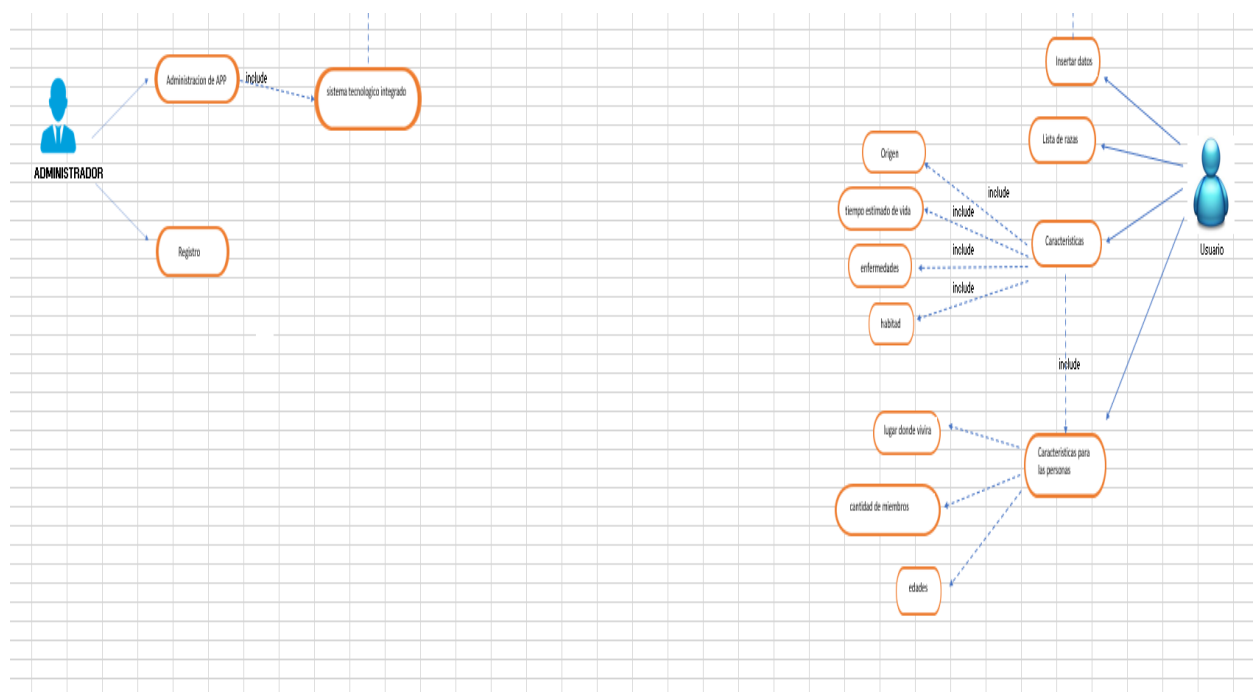 Administracion de APP
include
sistema tecnologico integrado
ADMINISTRADOR
Registro
Insertar datos
Lista de razas
Origen
include
tiempo estimado de vida
include
Características
Usuario
include
enfermedades
include
habitad
include
lugar donde vivira
Caracteristicas para
las personas
cantidad de miembros
edades